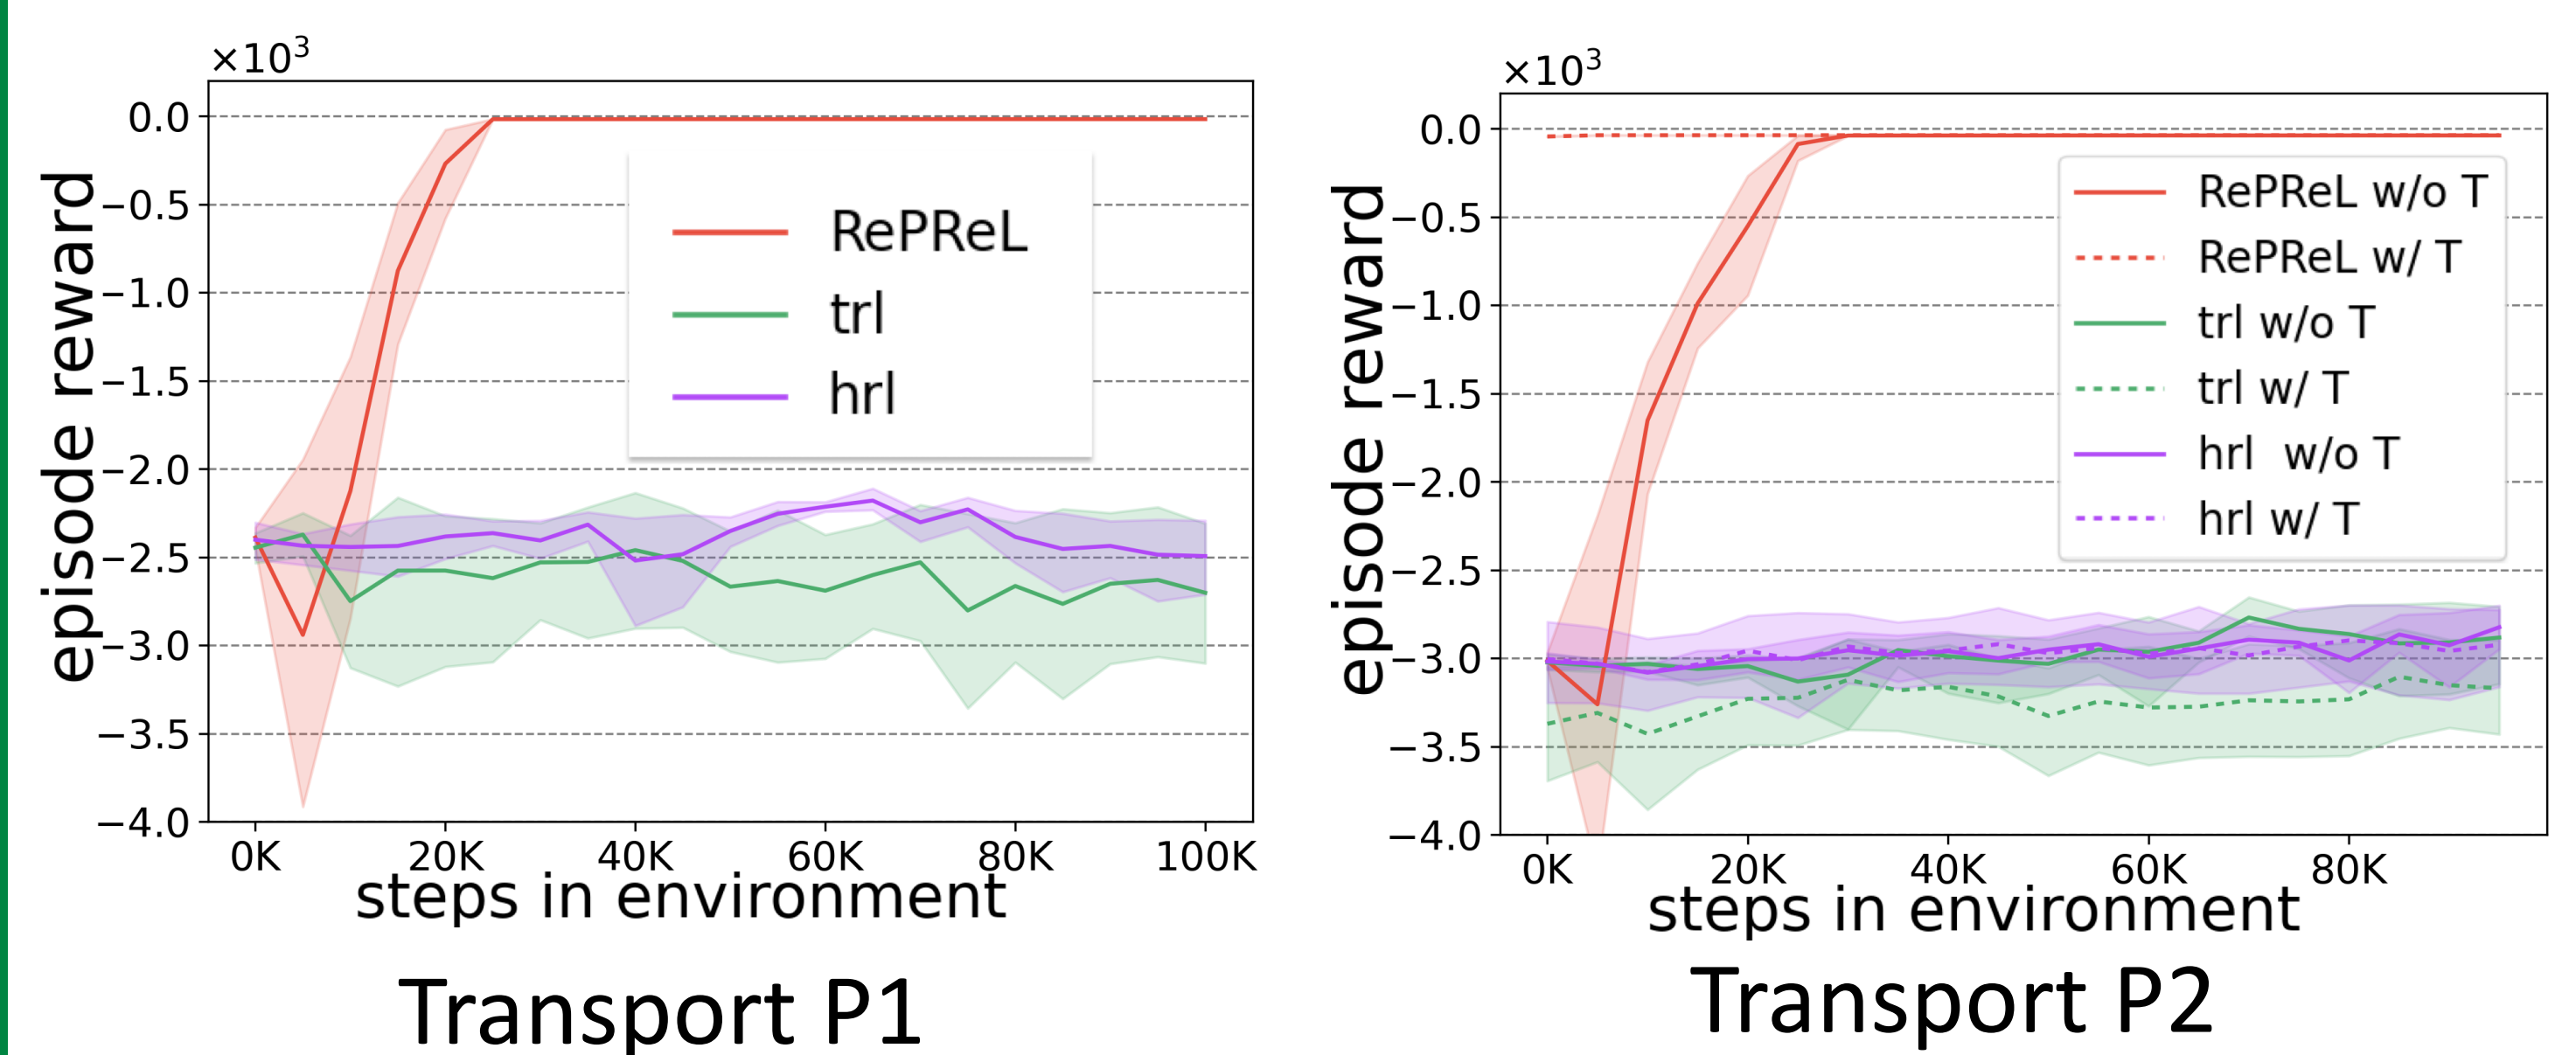 ×10³
0.0
−0.5
−1.0
−1.5
−2.0
−2.5
−3.0
−3.5
−4.0
episode reward
RePReL
trl
hrl
0K 20K 40K 60K 80K 100K
steps in environment
Transport P1
×10³
0.0
−0.5
−1.0
−1.5
−2.0
−2.5
−3.0
−3.5
−4.0
episode reward
RePReL w/o T
RePReL w/ T
trl w/o T
trl w/ T
hrl w/o T
hrl w/ T
0K 20K 40K 60K 80K
steps in environment
Transport P2